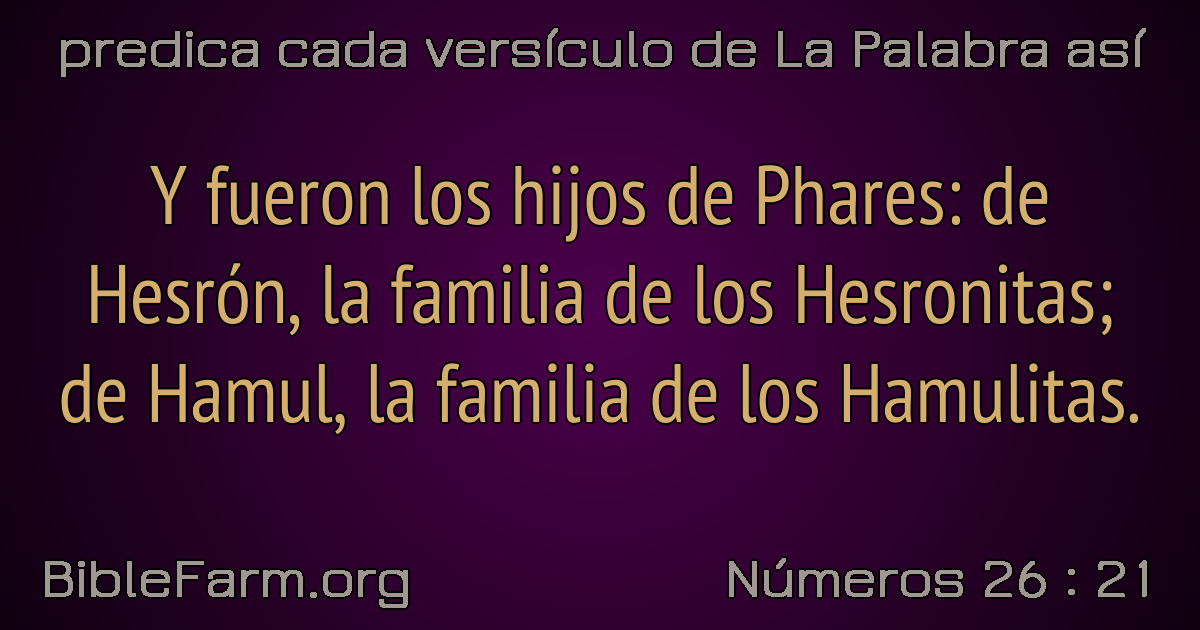 predica cada versículo de La Palabra así
Y fueron los hijos de Phares: de
Hesrón, la familia de los Hesronitas;
de Hamul, la familia de los Hamulitas.
BibleFarm.org
Números 26 : 21